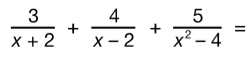 3/(x + 2) + 4/(x − 2) + 5/(x² − 4) =